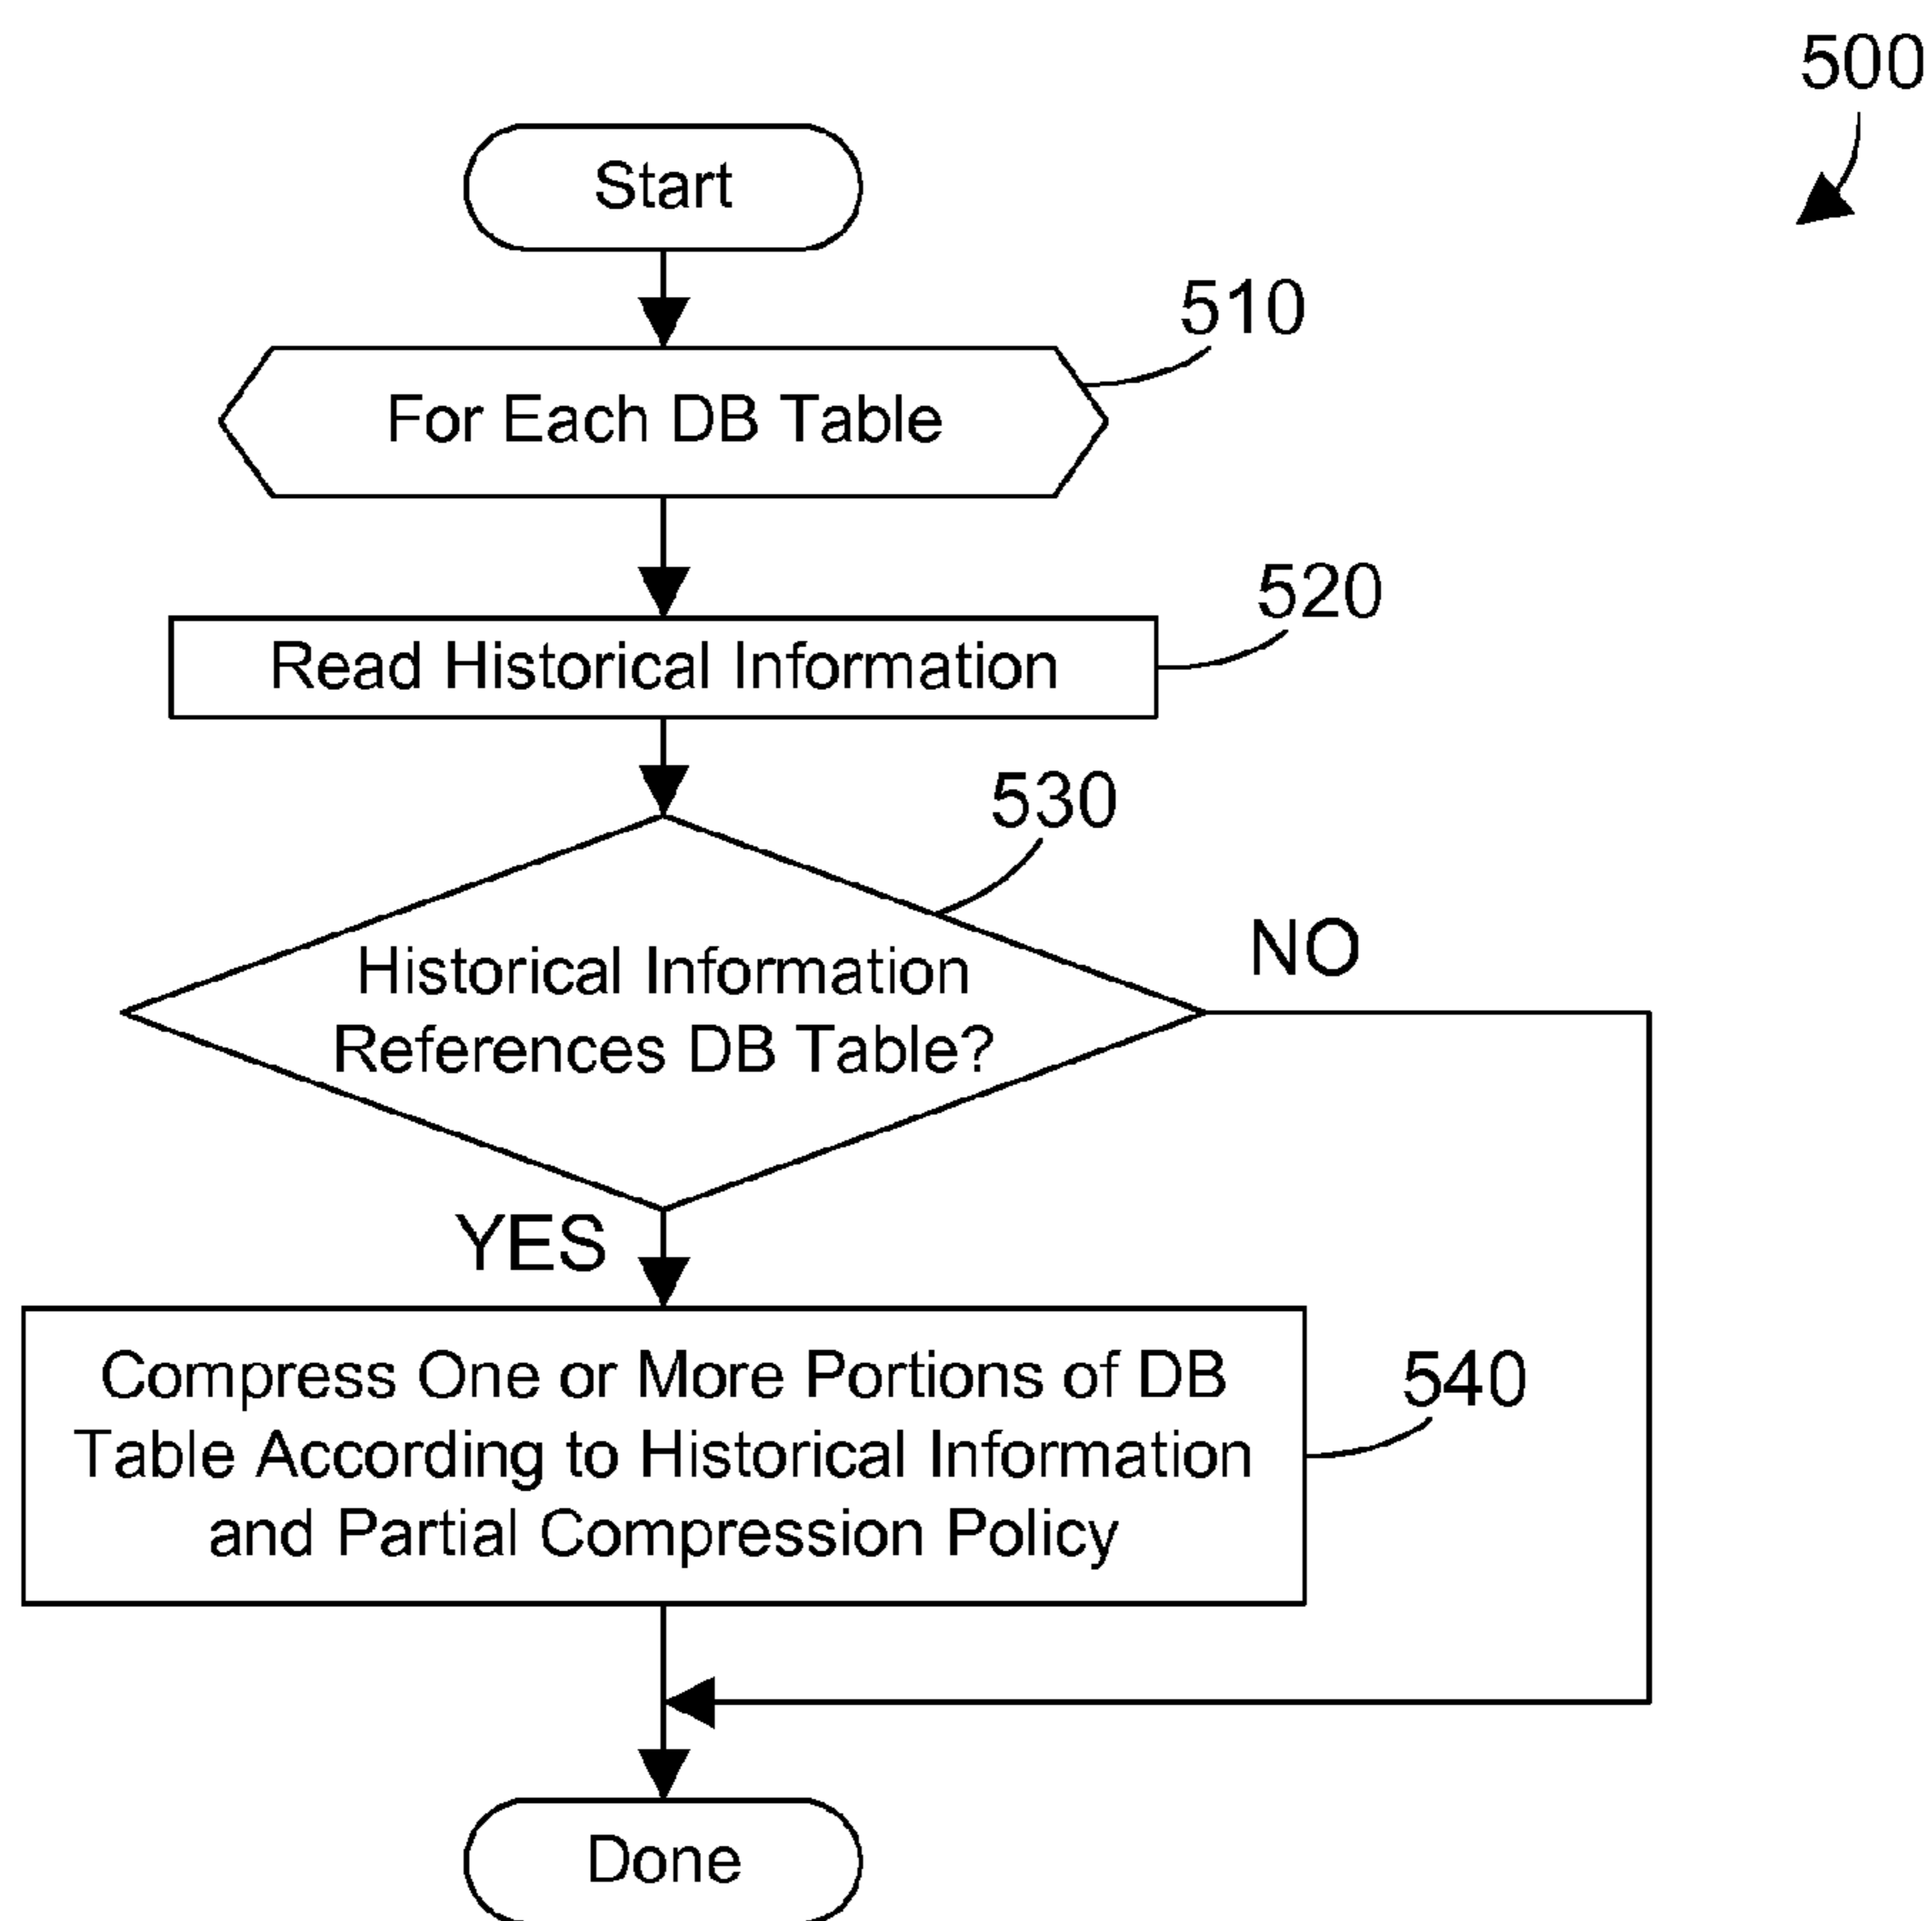 500
Start
510
For Each DB Table
520
Read Historical Information
530
Historical Information
References DB Table?
NO
YES
Compress One or More Portions of DB
Table According to Historical Information
and Partial Compression Policy
540
Done